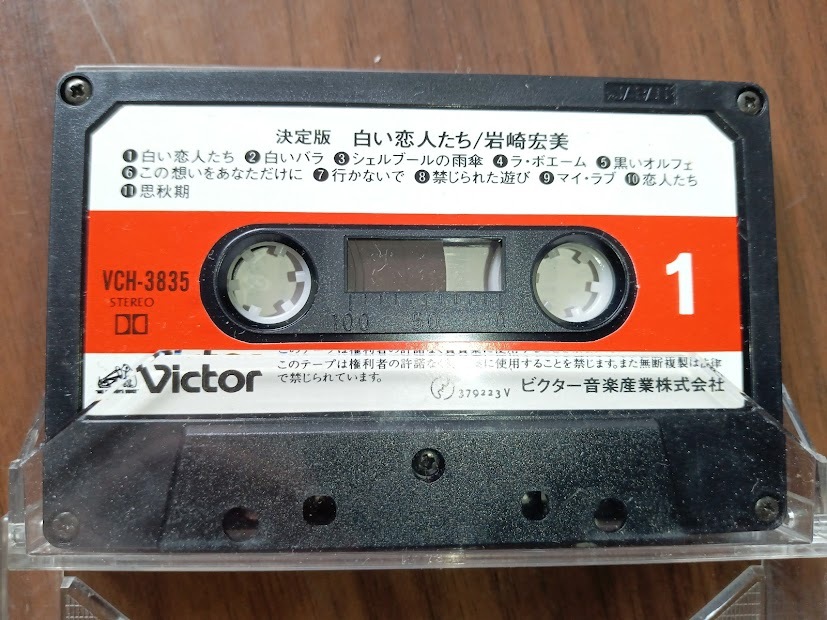 決定版 白い恋人たち/岩崎宏美
❶白い恋人たち ❷白いバラ ❸シェルブールの雨傘 ❹ラ・ボエーム ❺黒いオルフェ
❻この想いをあなただけに ❼行かないで ❽禁じられた遊び ❾マイ・ラブ ❿恋人たち
⓫思秋期
VCH-3835
STEREO
1
100 50 0
Victor
このテープは権利者の許諾なく に使用することを禁じます。また無断複製は法律
で禁じられています。
Ⓟ 379223V ビクター音楽産業株式会社